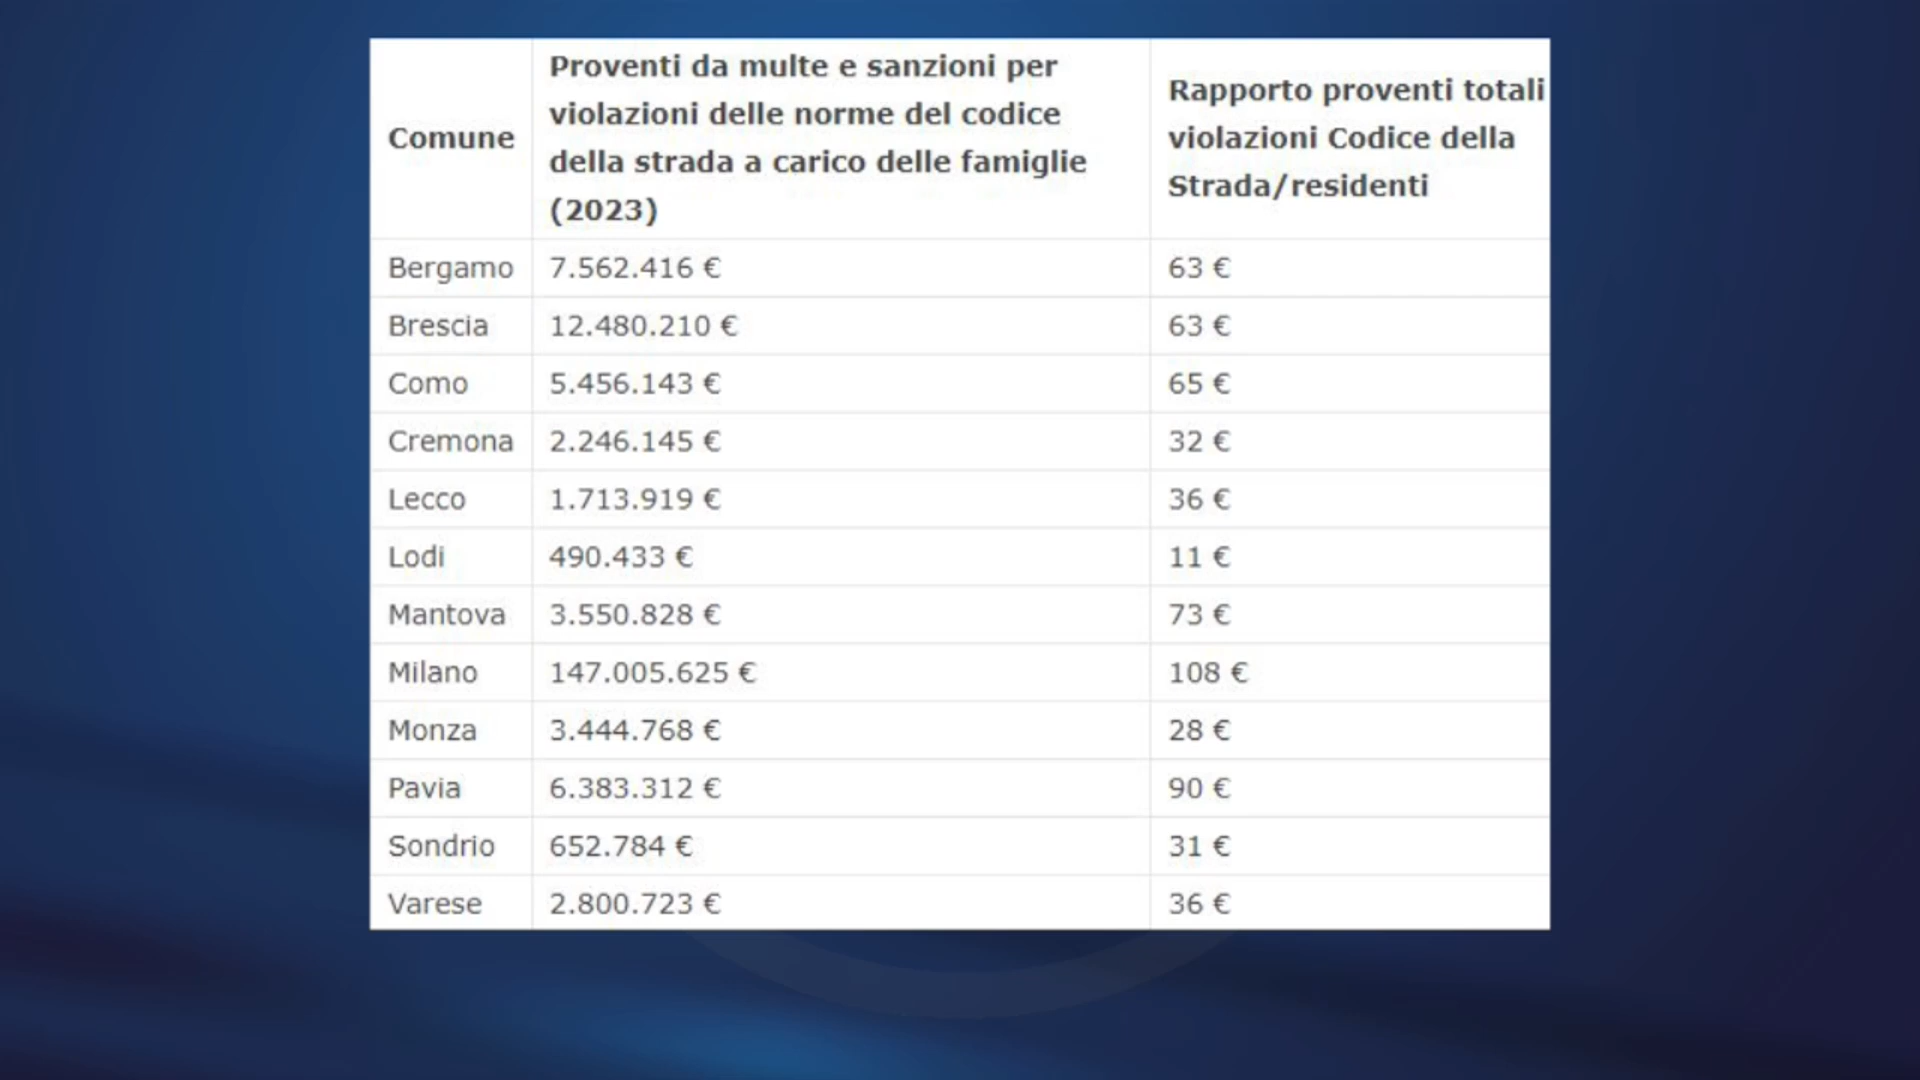 Comune
Proventi da multe e sanzioni per
violazioni delle norme del codice
della strada a carico delle famiglie
(2023)
Rapporto proventi totali
violazioni Codice della
Strada/residenti
Bergamo 7.562.416 € 63 €
Brescia 12.480.210 € 63 €
Como 5.456.143 € 65 €
Cremona 2.246.145 € 32 €
Lecco 1.713.919 € 36 €
Lodi 490.433 € 11 €
Mantova 3.550.828 € 73 €
Milano 147.005.625 € 108 €
Monza 3.444.768 € 28 €
Pavia 6.383.312 € 90 €
Sondrio 652.784 € 31 €
Varese 2.800.723 € 36 €